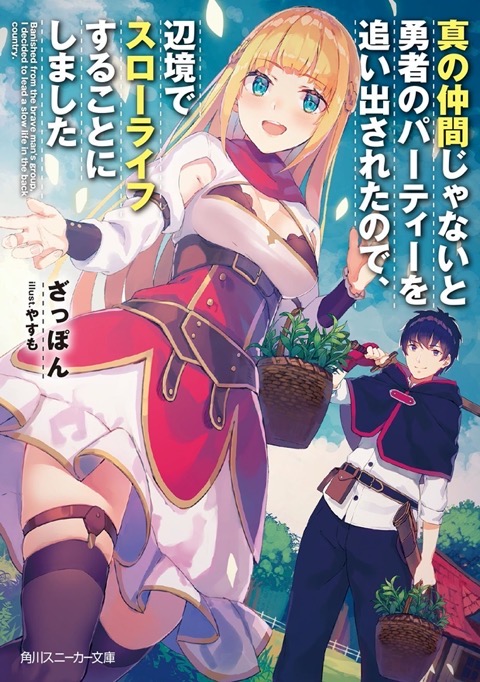 真の仲間じゃないと
勇者のパーティーを
追い出されたので、
辺境で
スローライフ
することに
しました
Banished from the brave man's group,
I decided to lead a slow life in the back
country.
ざっぽん
illust.やすも
角川スニーカー文庫